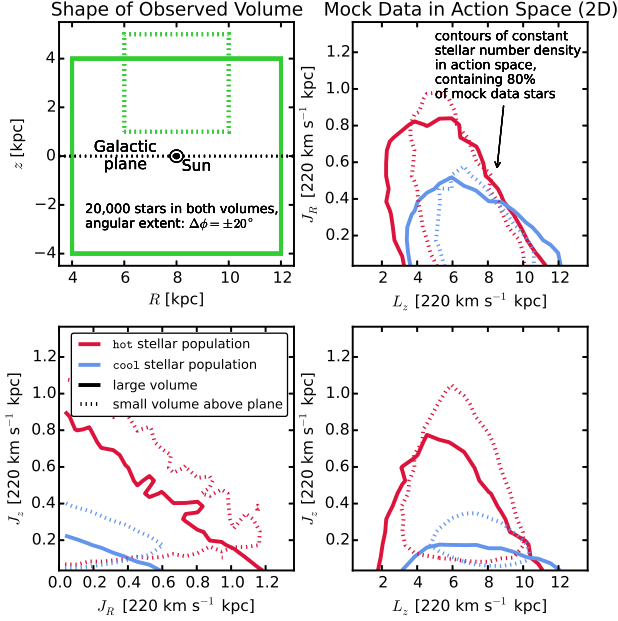 Shape of Observed Volume
4
2
0
−2
−4
z [kpc]
Galactic
plane
Sun
20,000 stars in both volumes,
angular extent: Δϕ = ±20°
4
6
8
10
12
R [kpc]
Mock Data in Action Space (2D)
contours of constant
stellar number density
in action space,
containing 80%
of mock data stars
1.2
1.0
0.8
0.6
0.4
0.2
J_R [220 km s⁻¹ kpc]
2
4
6
8
10
12
L_z [220 km s⁻¹ kpc]
hot stellar population
cool stellar population
large volume
small volume above plane
1.2
1.0
0.8
0.6
0.4
0.2
J_z [220 km s⁻¹ kpc]
0.0
0.2
0.4
0.6
0.8
1.0
1.2
J_R [220 km s⁻¹ kpc]
1.2
1.0
0.8
0.6
0.4
0.2
J_z [220 km s⁻¹ kpc]
2
4
6
8
10
12
L_z [220 km s⁻¹ kpc]